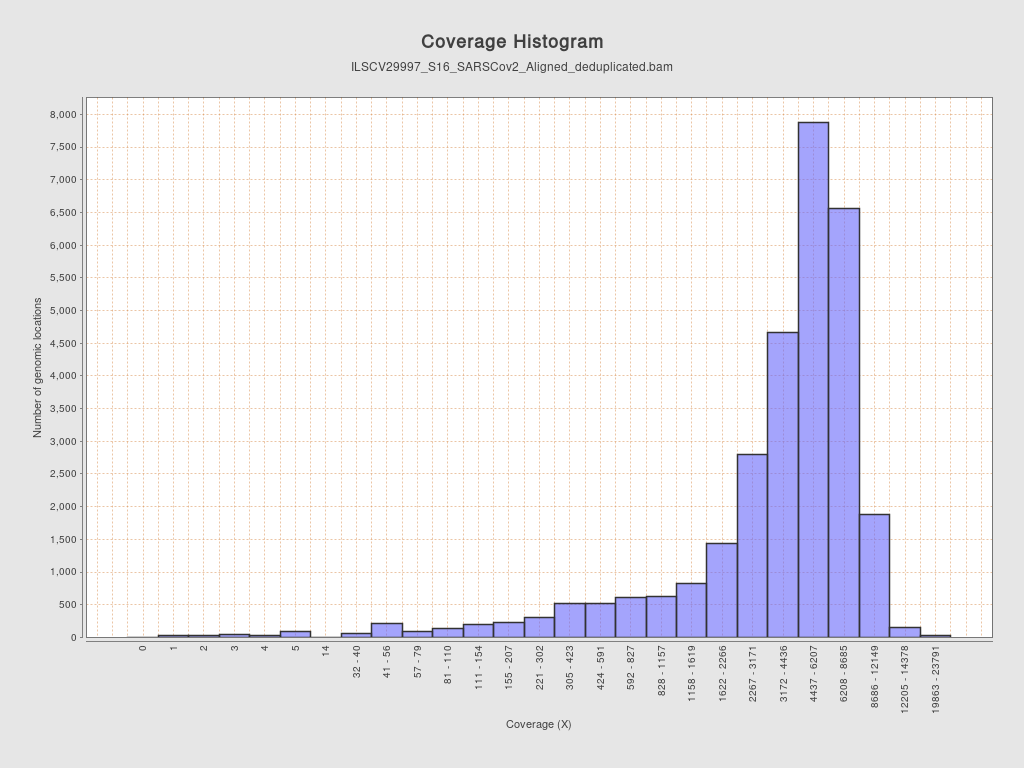 Coverage Histogram
ILSCV29997_S16_SARSCov2_Aligned_deduplicated.bam
Number of genomic locations
8,000
7,500
7,000
6,500
6,000
5,500
5,000
4,500
4,000
3,500
3,000
2,500
2,000
1,500
1,000
500
0
0
1
2
3
4
5
14
32 - 40
41 - 56
57 - 79
81 - 110
111 - 154
155 - 207
221 - 302
305 - 423
424 - 591
592 - 827
828 - 1157
1158 - 1619
1622 - 2266
2267 - 3171
3172 - 4436
4437 - 6207
6208 - 8685
8686 - 12149
12205 - 14378
19863 - 23791
Coverage (X)